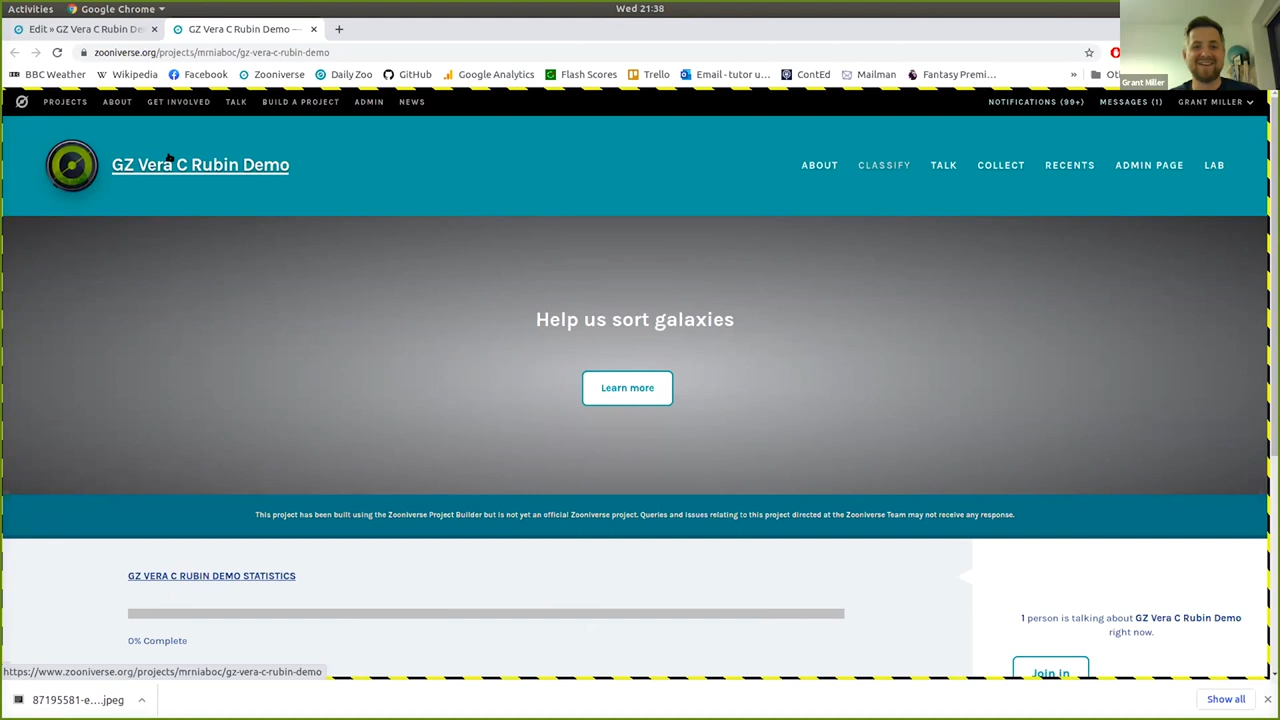 Activities
Google Chrome
Wed 21:38
Edit » GZ Vera C Rubin De
GZ Vera C Rubin Demo —
zooniverse.org/projects/mrniaboc/gz-vera-c-rubin-demo
BBC Weather
Wikipedia
Facebook
Zooniverse
Daily Zoo
GitHub
Google Analytics
Flash Scores
Trello
Email - tutor u...
ContEd
Mailman
Fantasy Premi...
»
Grant Miller
PROJECTS
ABOUT
GET INVOLVED
TALK
BUILD A PROJECT
ADMIN
NEWS
NOTIFICATIONS (99+)
MESSAGES (1)
GRANT MILLER
GZ Vera C Rubin Demo
ABOUT
CLASSIFY
TALK
COLLECT
RECENTS
ADMIN PAGE
LAB
Help us sort galaxies
Learn more
This project has been built using the Zooniverse Project Builder but is not yet an official Zooniverse project. Queries and issues relating to this project directed at the Zooniverse Team may not receive any response.
GZ VERA C RUBIN DEMO STATISTICS
0% Complete
1 person is talking about GZ Vera C Rubin Demo
right now.
Join in
https://www.zooniverse.org/projects/mrniaboc/gz-vera-c-rubin-demo
87195581-e....jpeg
Show all